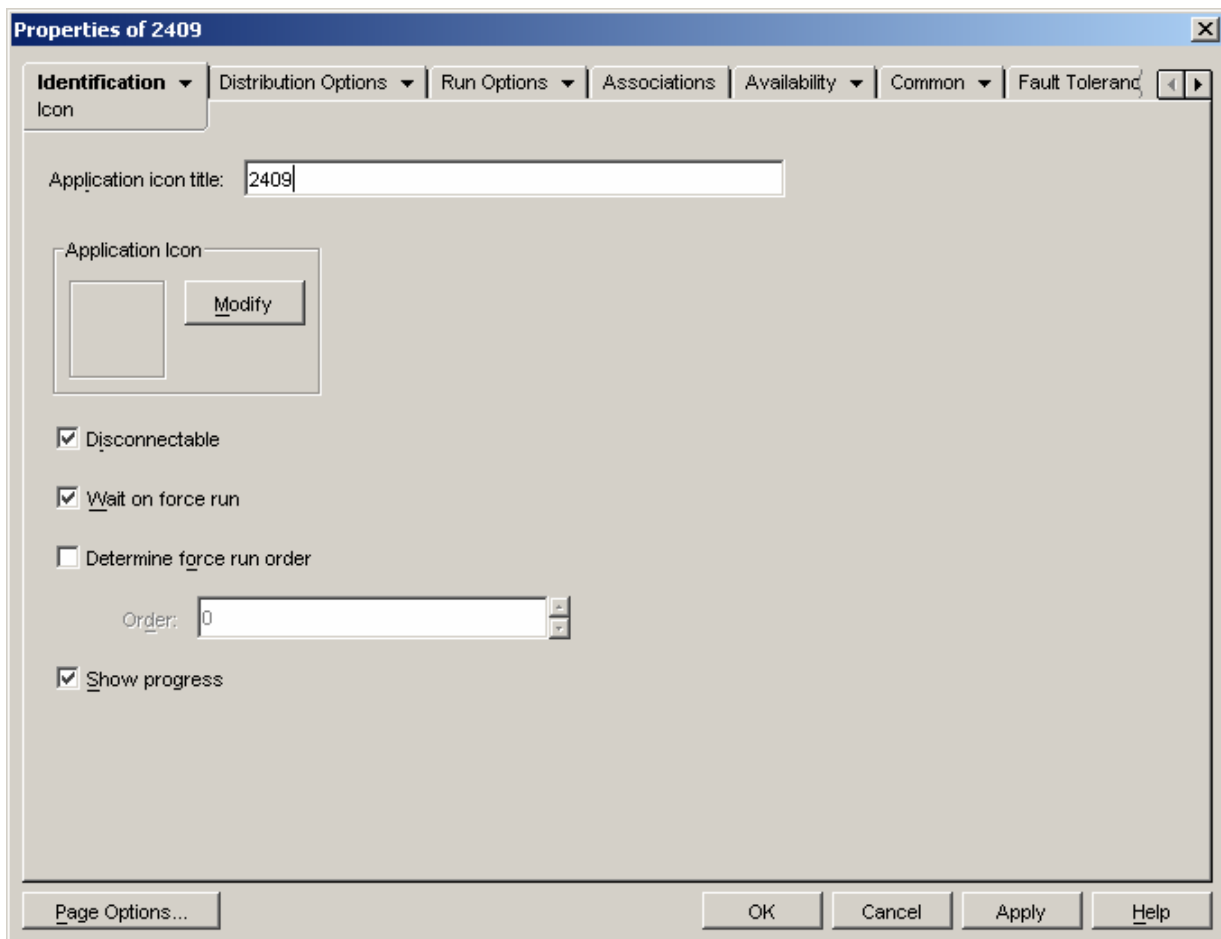 Properties of 2409
Identification Distribution Options Run Options Associations Availability Common Fault Toleranc
Icon
Application icon title: 2409
Application Icon
Modify
Disconnectable
Wait on force run
Determine force run order
Order: 0
Show progress
Page Options... OK Cancel Apply Help